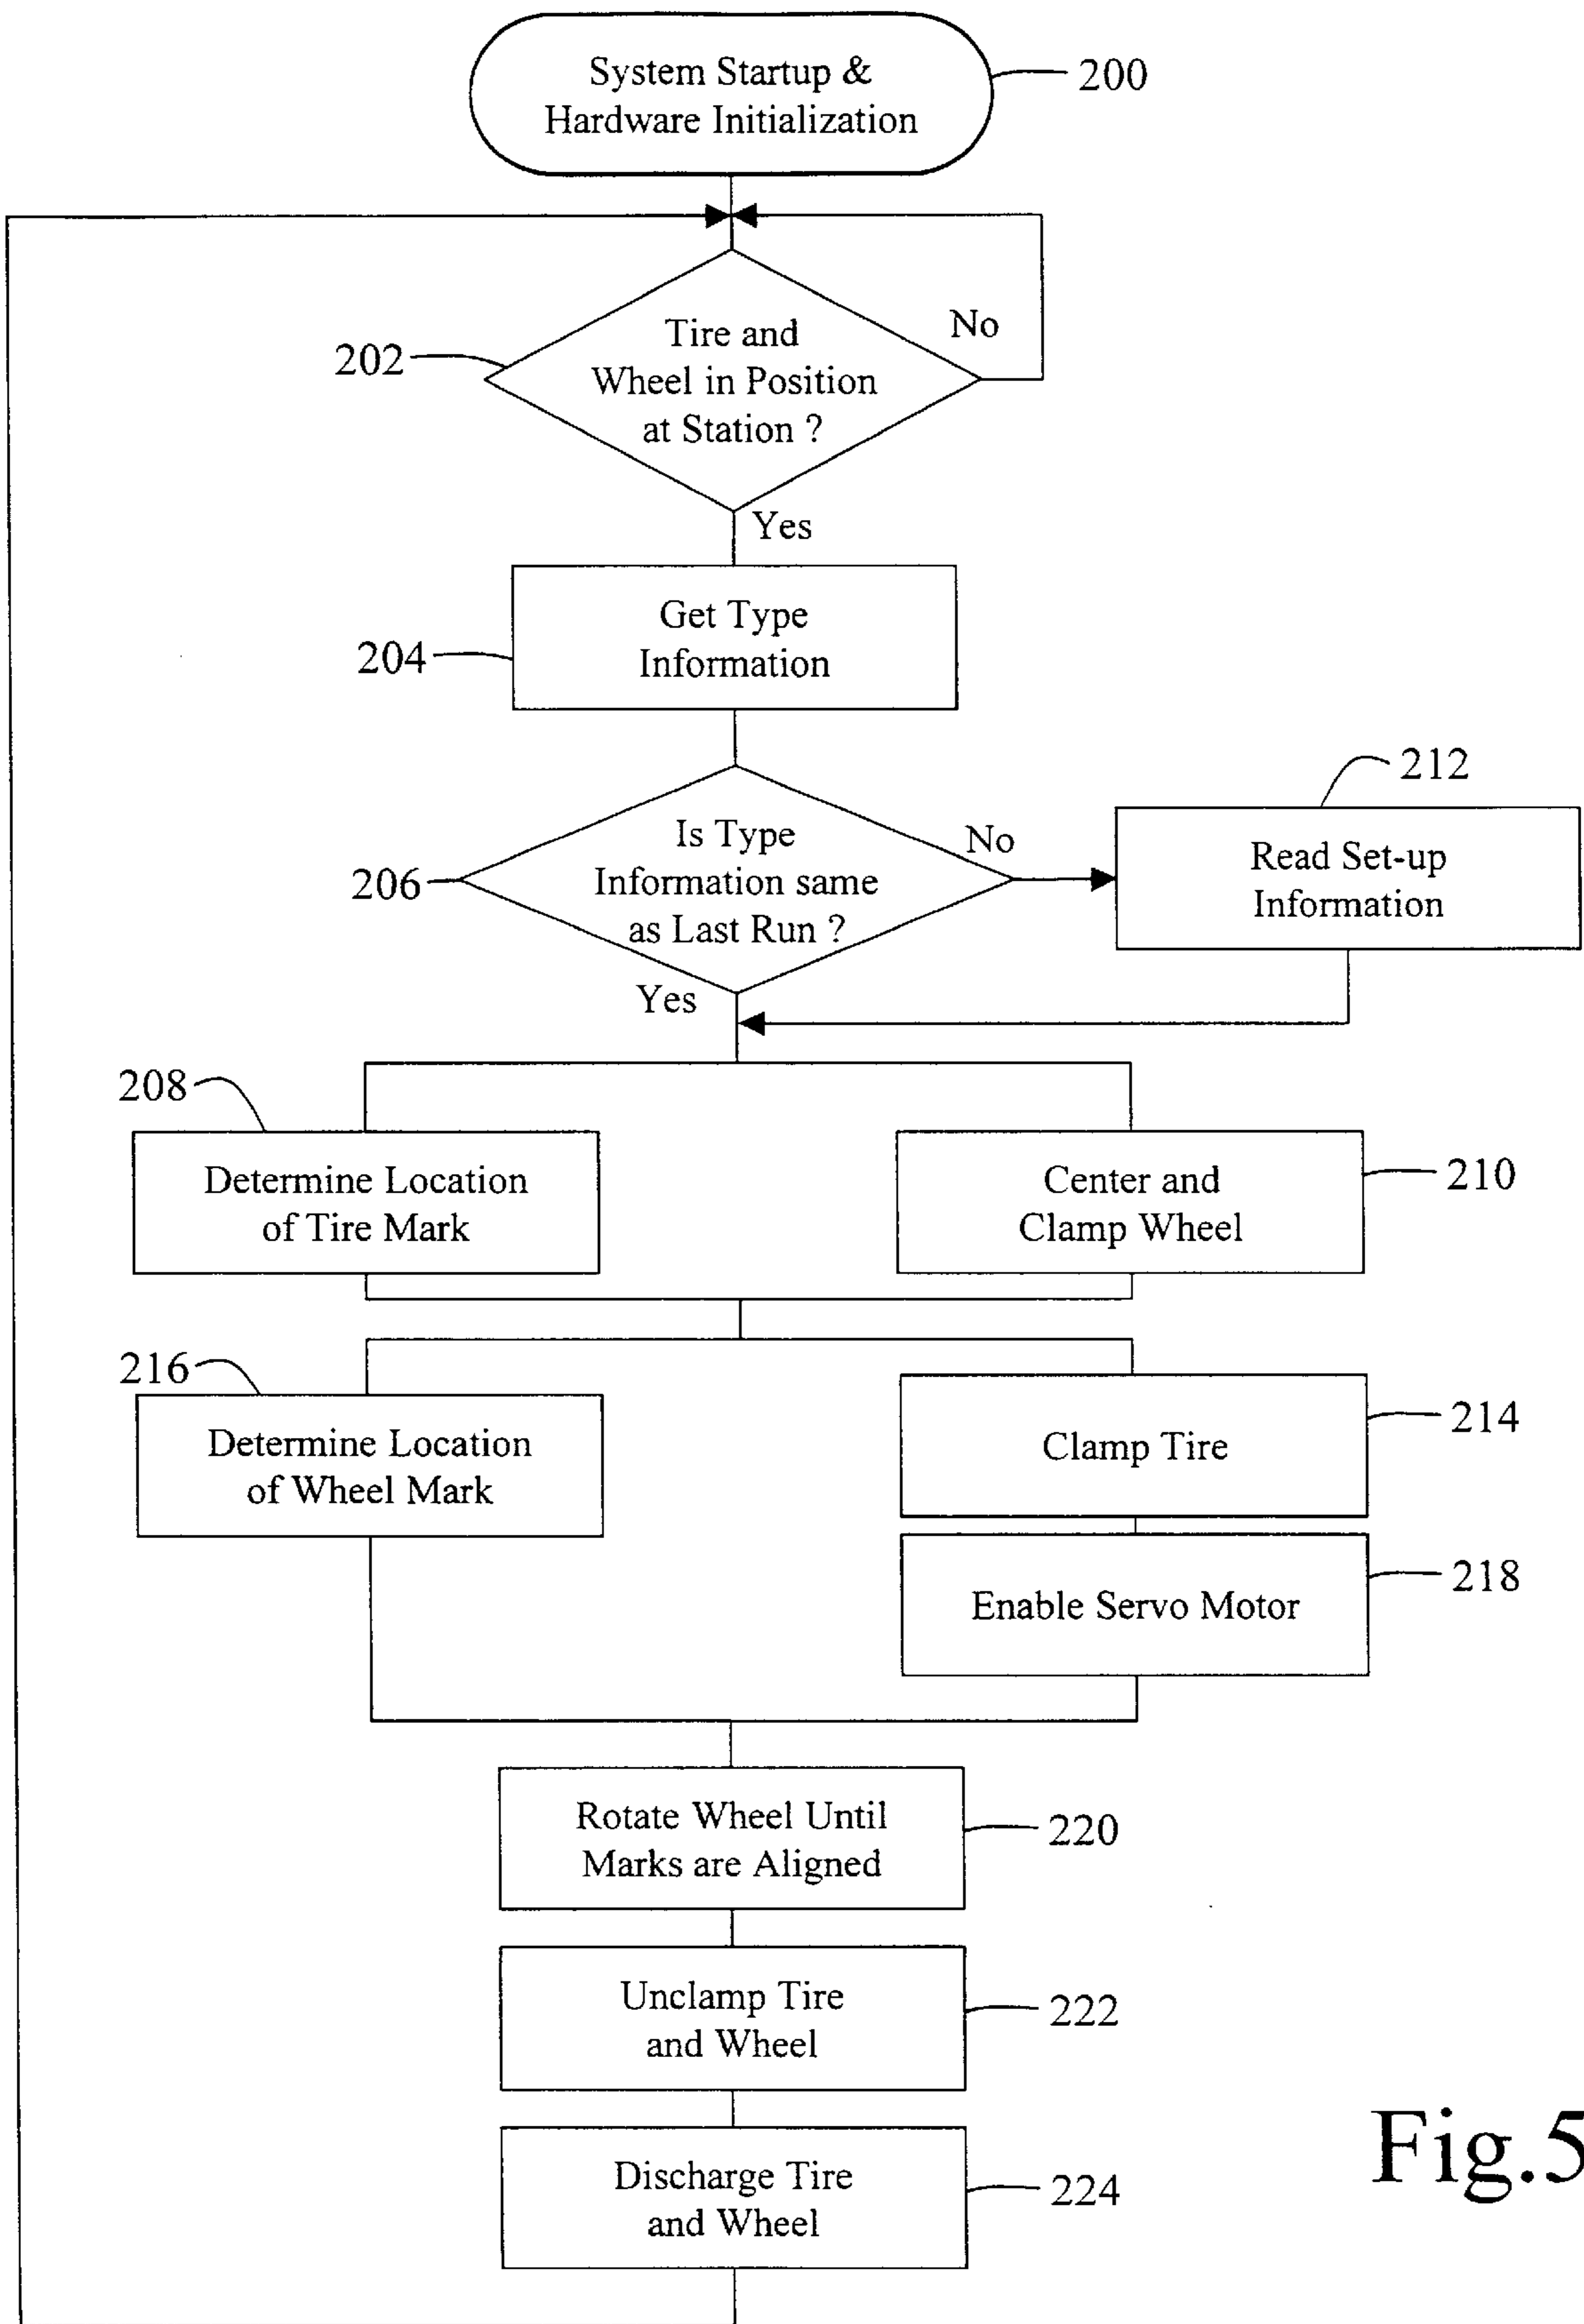 System Startup &
Hardware Initialization
200
Tire and
Wheel in Position
at Station ?
No
202
Yes
Get Type
Information
204
212
Is Type
Information same
as Last Run ?
No
206
Read Set-up
Information
Yes
208
Determine Location
of Tire Mark
Center and
Clamp Wheel
210
216
Determine Location
of Wheel Mark
Clamp Tire
214
Enable Servo Motor
218
Rotate Wheel Until
Marks are Aligned
220
Unclamp Tire
and Wheel
222
Discharge Tire
and Wheel
224
Fig.5